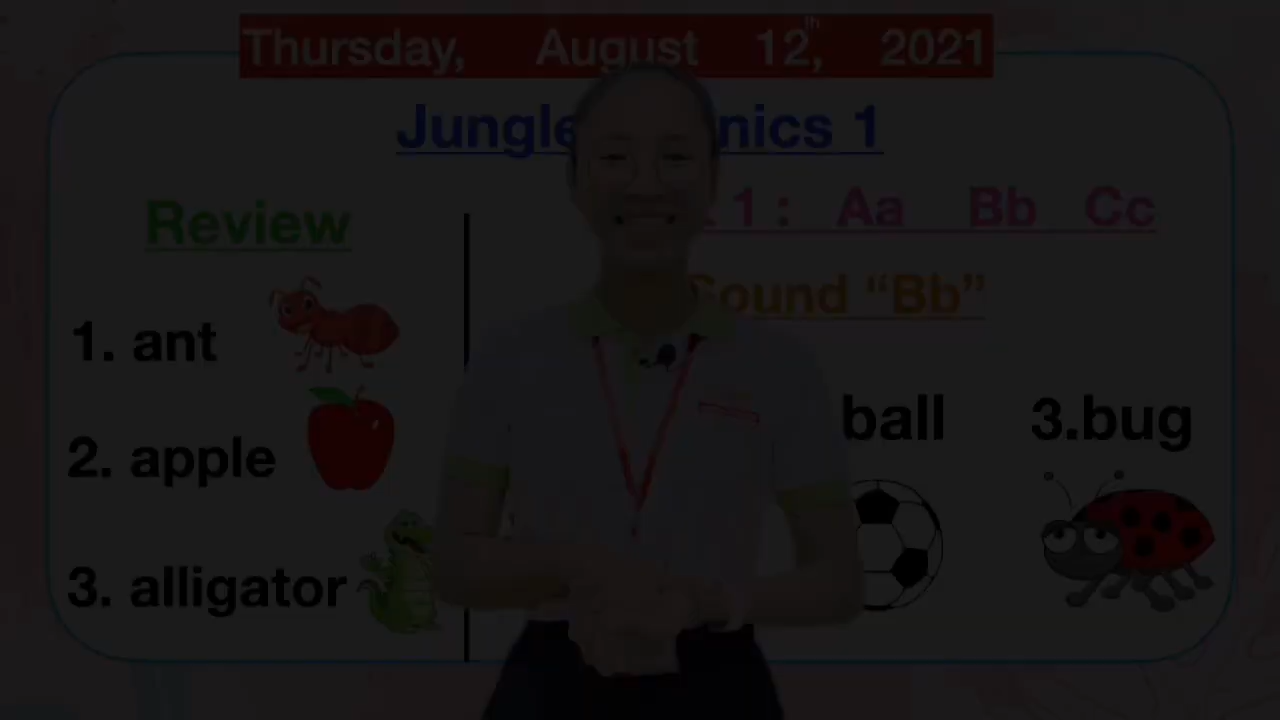 Thursday, August 12th, 2021
Jungle nics 1
Review
1 : Aa Bb Cc
Sound “Bb”
1. ant
2. apple
3. alligator
ball
3.bug